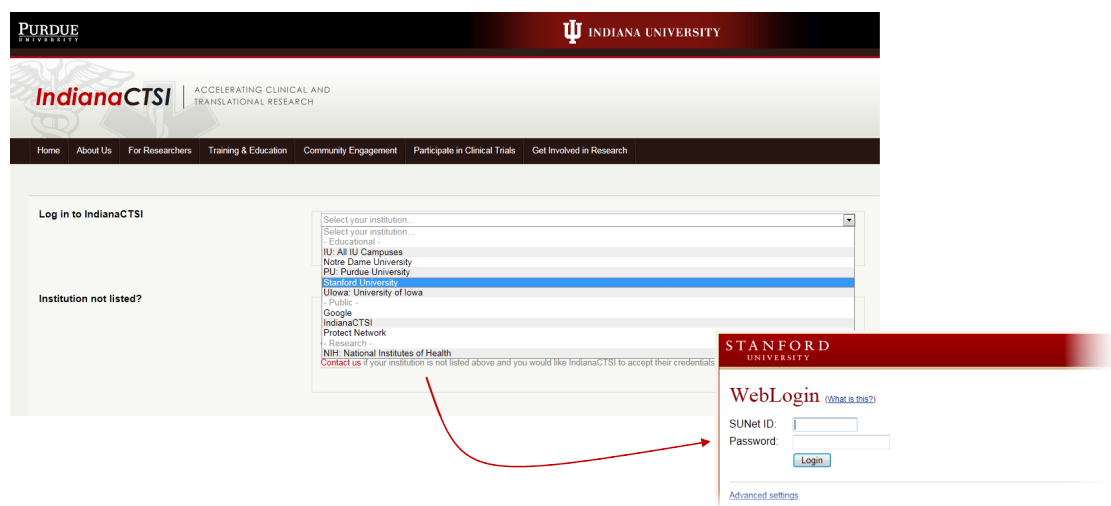 PURDUE
UNIVERSITY
INDIANA UNIVERSITY
IndianaCTSI
ACCELERATING CLINICAL AND
TRANSLATIONAL RESEARCH
Home About Us For Researchers Training & Education Community Engagement Participate in Clinical Trials Get Involved in Research
Log in to IndianaCTSI
Select your institution...
Select your institution...
- Educational -
IU: All IU Campuses
Notre Dame University
PU: Purdue University
Stanford University
UIowa: University of Iowa
- Public -
Google
IndianaCTSI
Protect Network
- Research -
NIH: National Institutes of Health
Institution not listed?
Contact us if your institution is not listed above and you would like IndianaCTSI to accept their credentials
STANFORD
UNIVERSITY
WebLogin (What is this?)
SUNet ID:
Password:
Login
Advanced settings